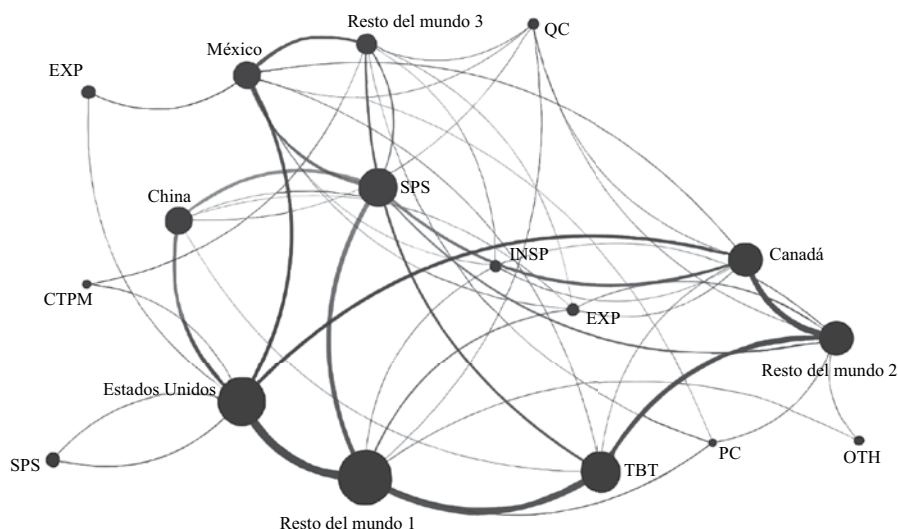 Resto del mundo 3
QC
México
EXP
SPS
China
INSP
Canadá
CTPM
EXP
Resto del mundo 2
Estados Unidos
SPS
TBT
PC
OTH
Resto del mundo 1